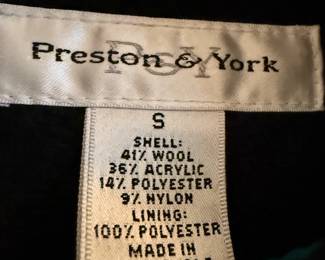 Preston & York
S
SHELL:
41% WOOL
36% ACRYLIC
14% POLYESTER
9% NYLON
LINING:
100% POLYESTER
MADE IN